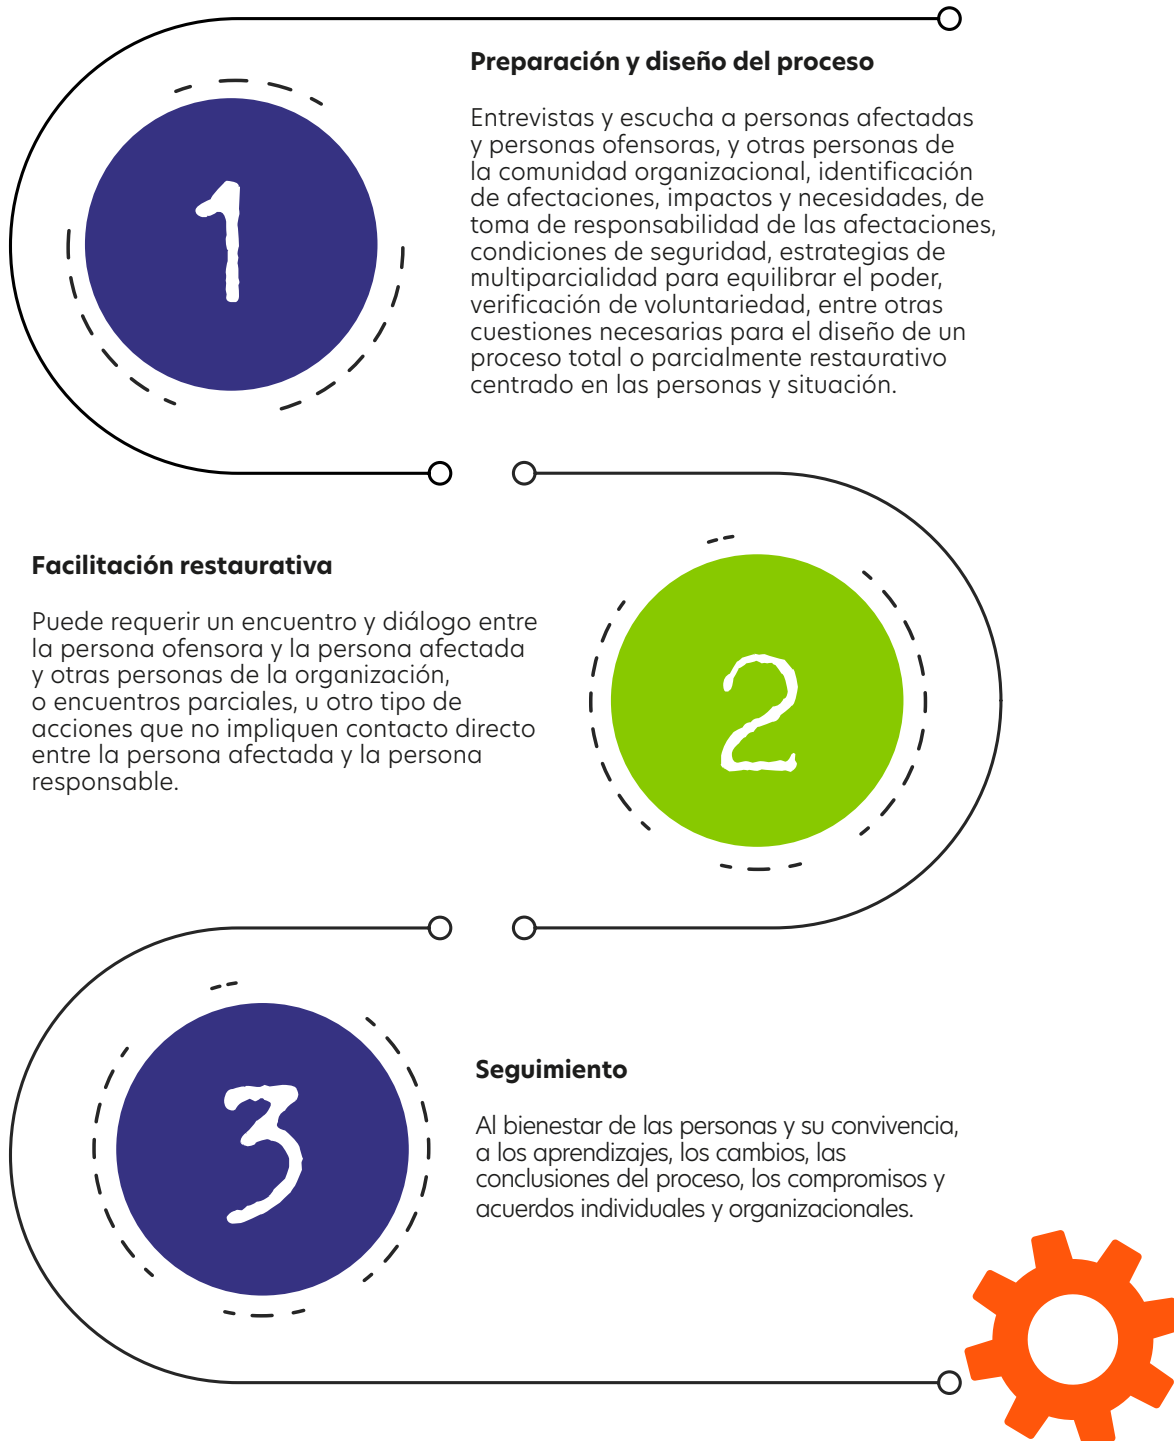 1
Preparación y diseño del proceso
Entrevistas y escucha a personas afectadas
y personas ofensoras, y otras personas de
la comunidad organizacional, identificación
de afectaciones, impactos y necesidades, de
toma de responsabilidad de las afectaciones,
condiciones de seguridad, estrategias de
multiparcialidad para equilibrar el poder,
verificación de voluntariedad, entre otras
cuestiones necesarias para el diseño de un
proceso total o parcialmente restaurativo
centrado en las personas y situación.
2
Facilitación restaurativa
Puede requerir un encuentro y diálogo entre
la persona ofensora y la persona afectada
y otras personas de la organización,
o encuentros parciales, u otro tipo de
acciones que no impliquen contacto directo
entre la persona afectada y la persona
responsable.
3
Seguimiento
Al bienestar de las personas y su convivencia,
a los aprendizajes, los cambios, las
conclusiones del proceso, los compromisos y
acuerdos individuales y organizacionales.